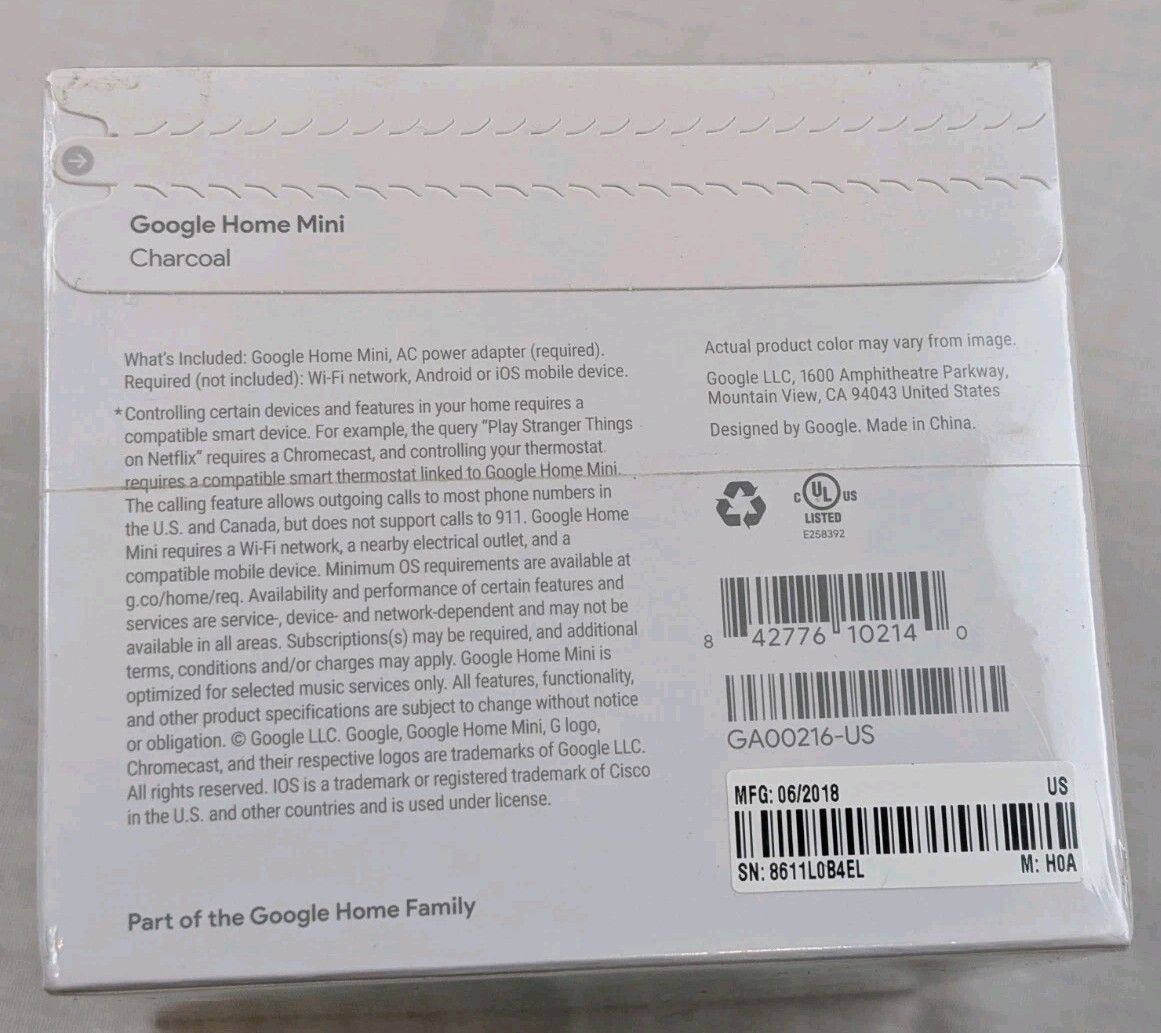 Google Home Mini
Charcoal
What's Included: Google Home Mini, AC power adapter (required).
Required (not included): Wi-Fi network, Android or iOS mobile device.
*Controlling certain devices and features in your home requires a
compatible smart device. For example, the query "Play Stranger Things
on Netflix" requires a Chromecast, and controlling your thermostat
requires a compatible smart thermostat linked to Google Home Mini.
The calling feature allows outgoing calls to most phone numbers in
the U.S. and Canada, but does not support calls to 911. Google Home
Mini requires a Wi-Fi network, a nearby electrical outlet, and a
compatible mobile device. Minimum OS requirements are available at
g.co/home/req. Availability and performance of certain features and
services are service-, device- and network-dependent and may not be
available in all areas. Subscriptions(s) may be required, and additional
terms, conditions and/or charges may apply. Google Home Mini is
optimized for selected music services only. All features, functionality,
and other product specifications are subject to change without notice
or obligation. © Google LLC. Google, Google Home Mini, G logo,
Chromecast, and their respective logos are trademarks of Google LLC.
All rights reserved. IOS is a trademark or registered trademark of Cisco
in the U.S. and other countries and is used under license.
Part of the Google Home Family
Actual product color may vary from image.
Google LLC, 1600 Amphitheatre Parkway,
Mountain View, CA 94043 United States
Designed by Google. Made in China.
C UL US
LISTED
E258392
8 42776 10214 0
GA00216-US
MFG: 06/2018 US
SN: 8611L0B4EL M: H0A